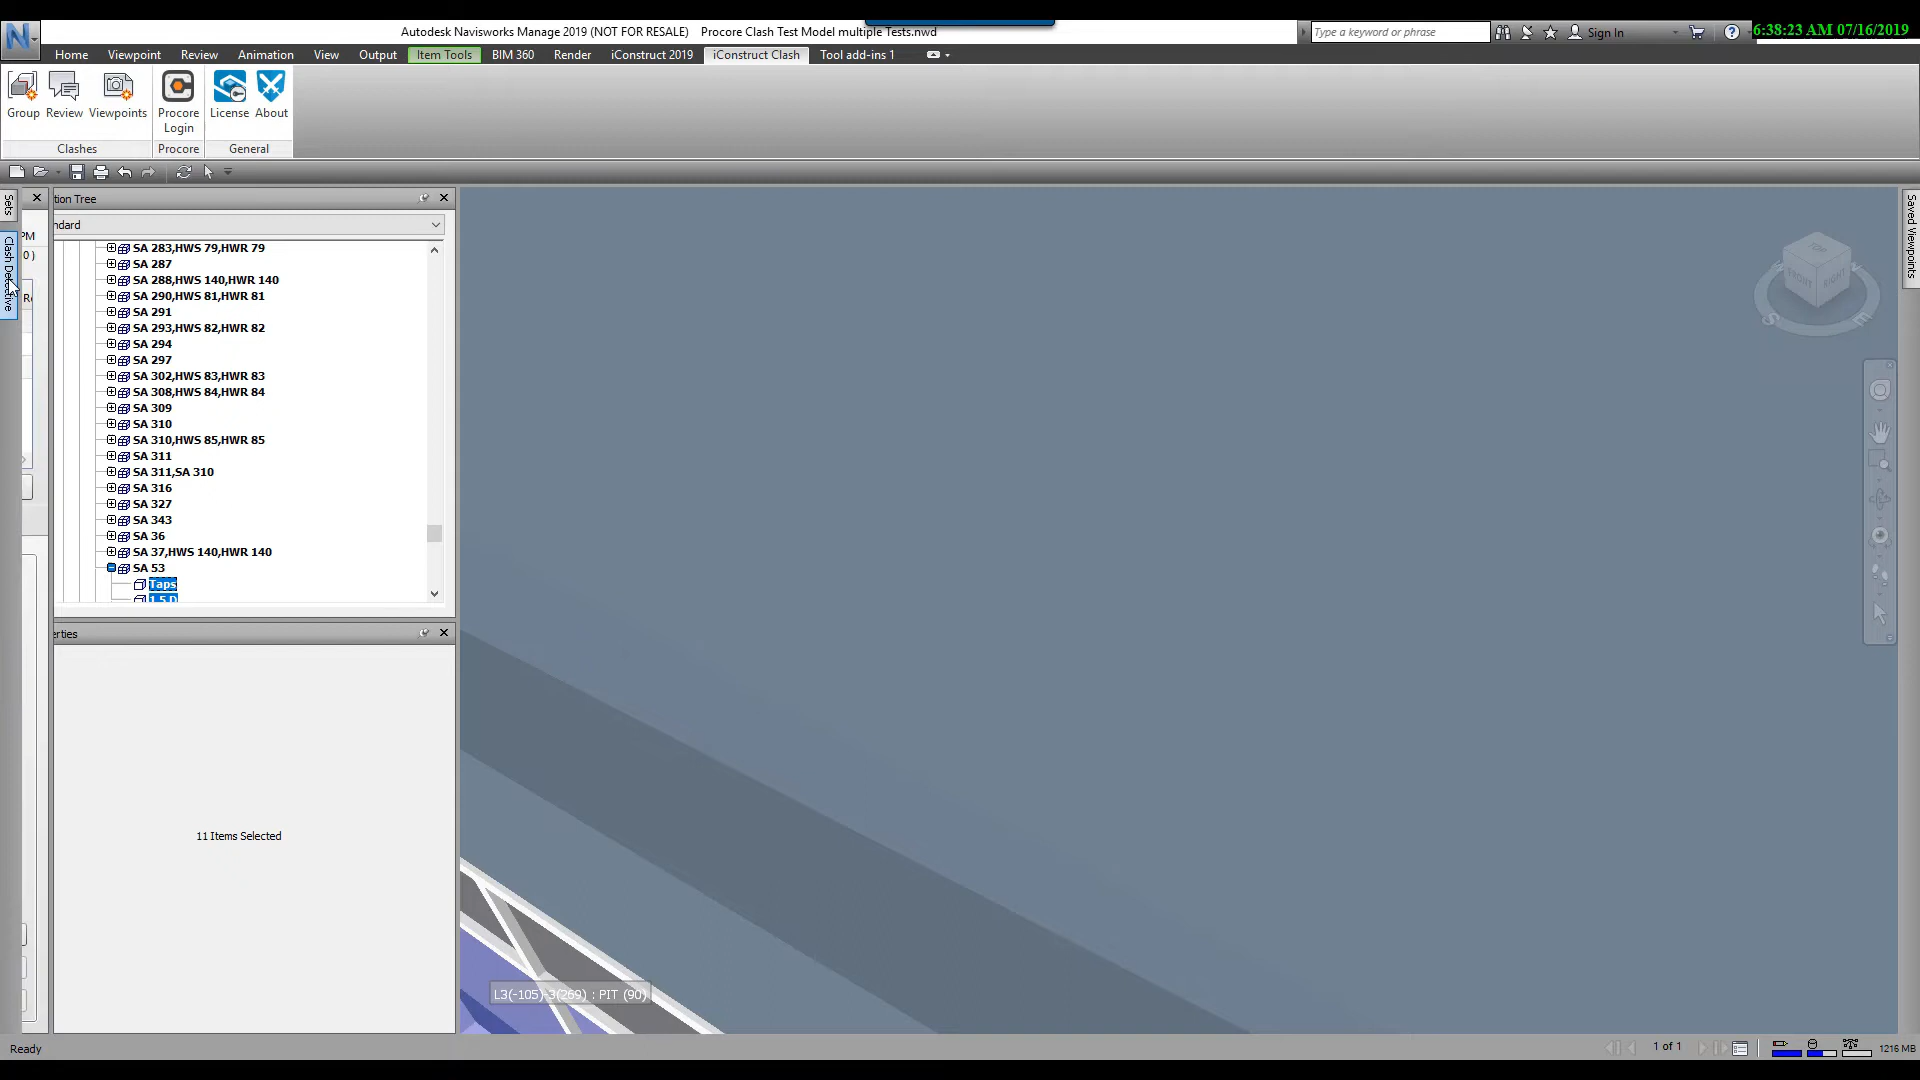 Autodesk Navisworks Manage 2019 (NOT FOR RESALE) Procore Clash Test Model multiple Tests.nwd
Type a keyword or phrase
Sign In
6:38:23 AM 07/16/2019
Home Viewpoint Review Animation View Output Item Tools BIM 360 Render iConstruct 2019 iConstruct Clash Tool add-ins 1
Group Review Viewpoints Procore Login License About
Clashes Procore General
Sets
Clash Detective
PM
0 )
tion Tree
ndard
SA 283,HWS 79,HWR 79
SA 287
SA 288,HWS 140,HWR 140
SA 290,HWS 81,HWR 81
SA 291
SA 293,HWS 82,HWR 82
SA 294
SA 297
SA 302,HWS 83,HWR 83
SA 308,HWS 84,HWR 84
SA 309
SA 310
SA 310,HWS 85,HWR 85
SA 311
SA 311,SA 310
SA 316
SA 327
SA 343
SA 36
SA 37,HWS 140,HWR 140
SA 53
Taps
1.5 D
erties
11 Items Selected
TOP
FRONT RIGHT
S E
Saved Viewpoints
L3(-105)-3(269) : PIT (90)
Ready
1 of 1
1216 MB